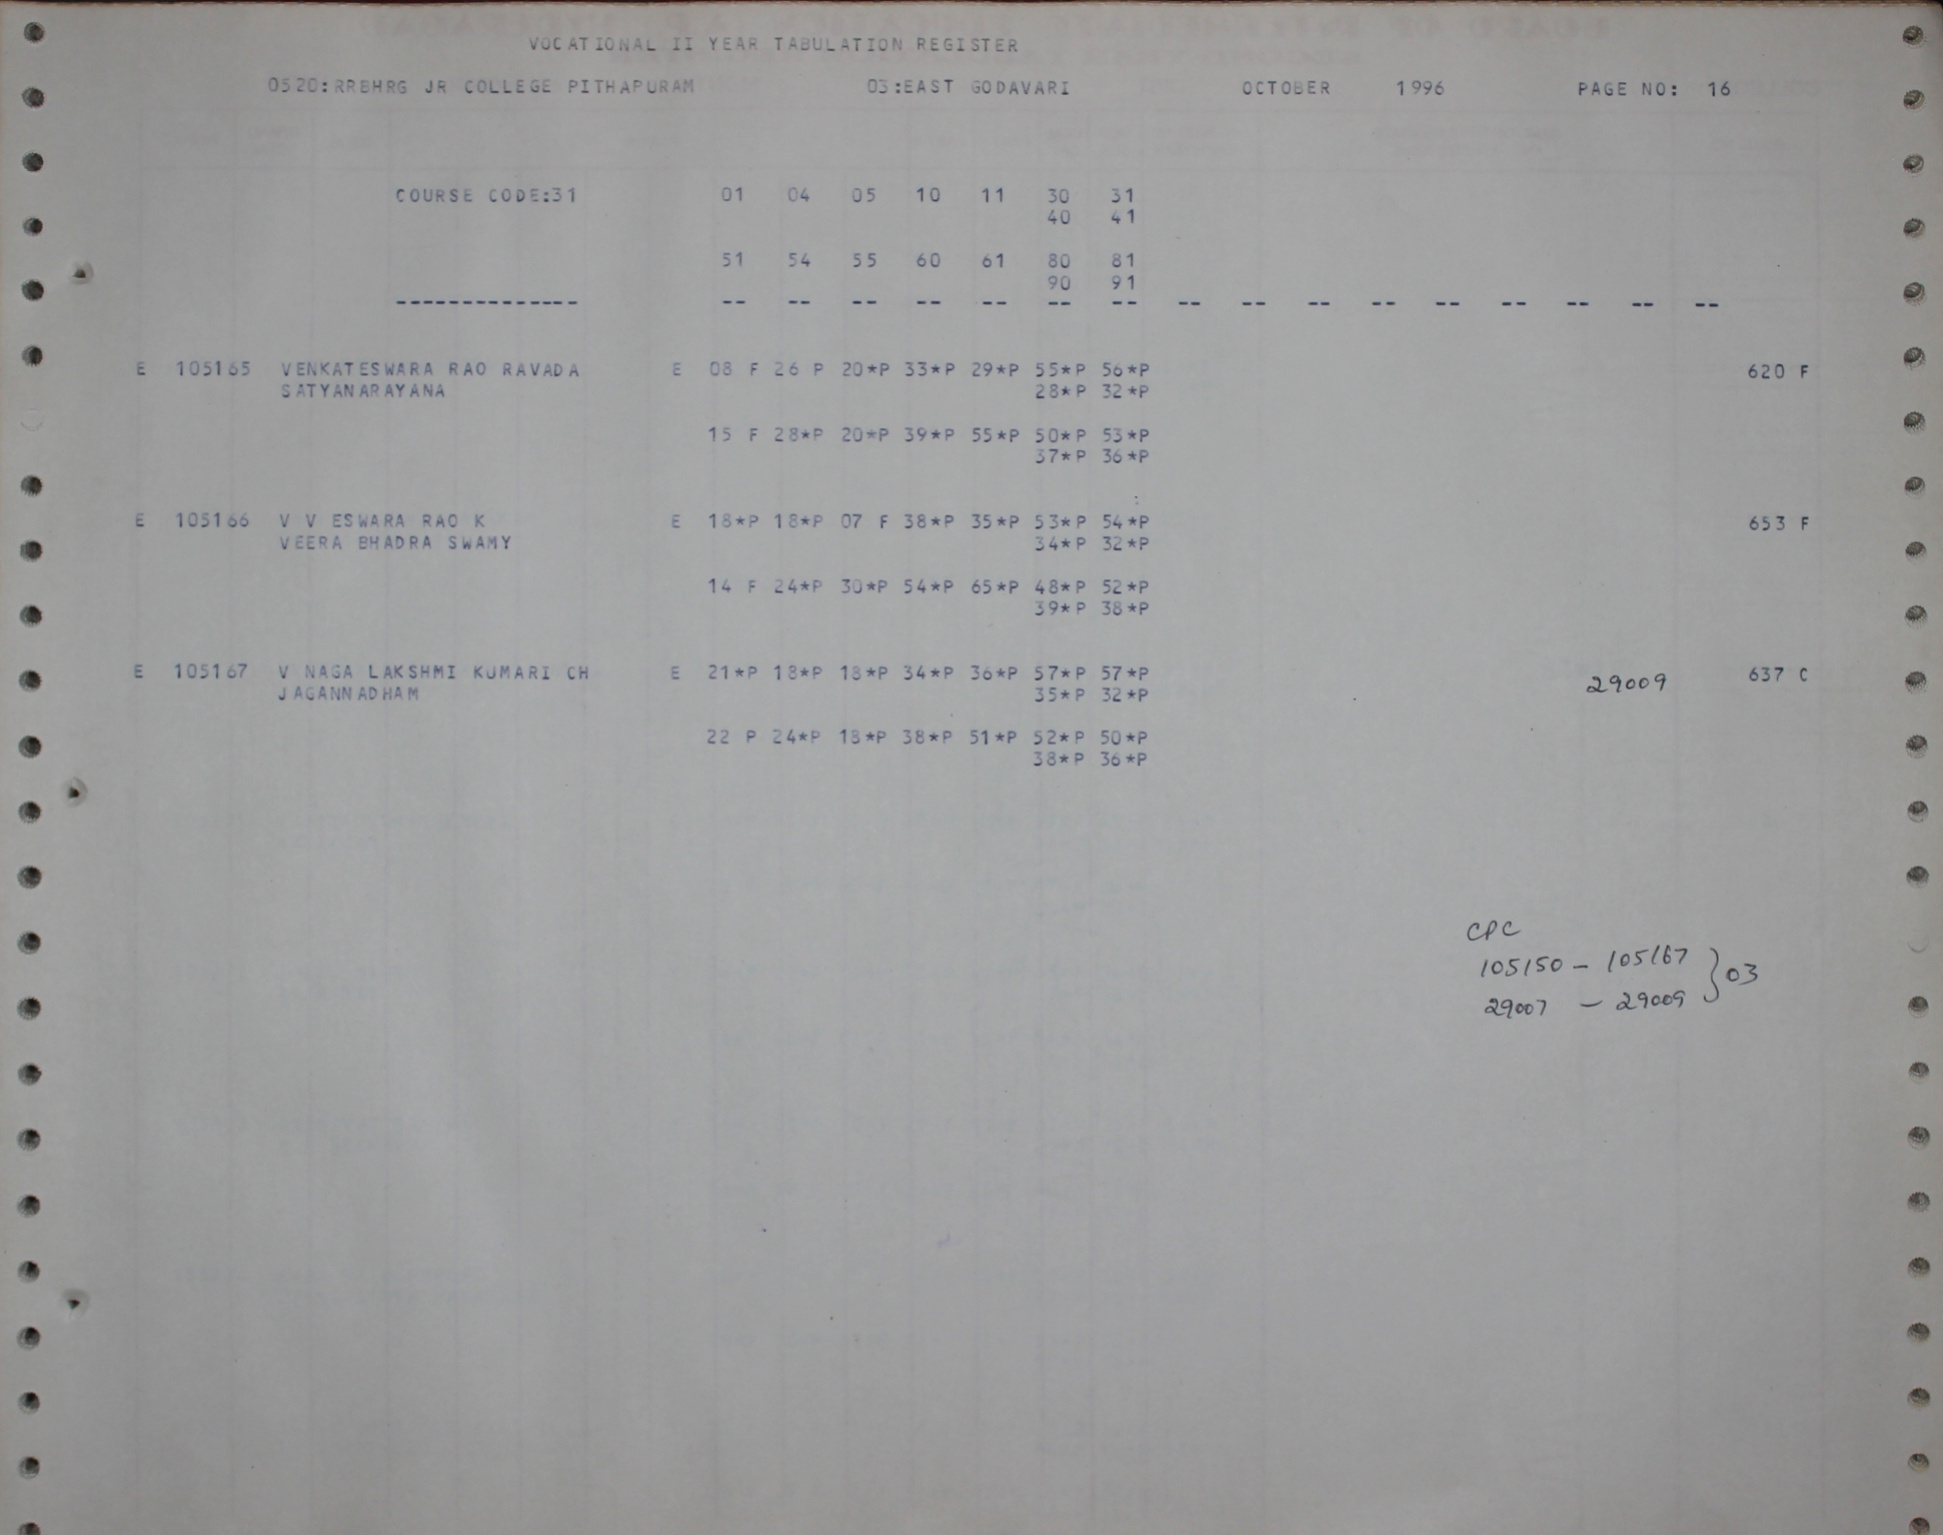 VOCATIONAL II YEAR TABULATION REGISTER
0520:RRBHRG JR COLLEGE PITHAPURAM 03:EAST GODAVARI OCTOBER 1996 PAGE NO: 16
COURSE CODE:31 01 04 05 10 11 30 31
40 41
51 54 55 60 61 80 81
90 91
-------------- -- -- -- -- -- -- -- -- -- -- -- -- -- -- -- --
E 105165 VENKATESWARA RAO RAVADA E 08 F 26 P 20*P 33*P 29*P 55*P 56*P 620 F
SATYANARAYANA 28*P 32*P
15 F 28*P 20*P 39*P 55*P 50*P 53*P
37*P 36*P
E 105166 V V ESWARA RAO K E 18*P 18*P 07 F 38*P 35*P 53*P 54*P 653 F
VEERA BHADRA SWAMY 34*P 32*P
14 F 24*P 30*P 54*P 65*P 48*P 52*P
39*P 38*P
E 105167 V NAGA LAKSHMI KUMARI CH E 21*P 18*P 18*P 34*P 36*P 57*P 57*P 29009 637 C
JAGANNADHAM 35*P 32*P
22 P 24*P 18*P 38*P 51*P 52*P 50*P
38*P 36*P
CPC
105150 - 105167
29007 - 29009 } 03